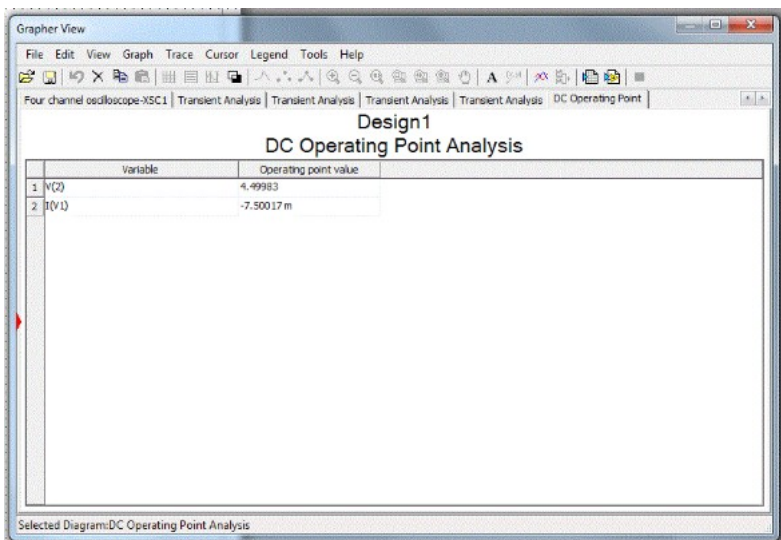 Grapher View
File Edit View Graph Trace Cursor Legend Tools Help
A
Four channel oscilloscope-XSC1 Transient Analysis Transient Analysis Transient Analysis Transient Analysis DC Operating Point
Design1
DC Operating Point Analysis
Variable Operating point value
1 V(2) 4.49983
2 I(V1) -7.50017 m
Selected Diagram:DC Operating Point Analysis